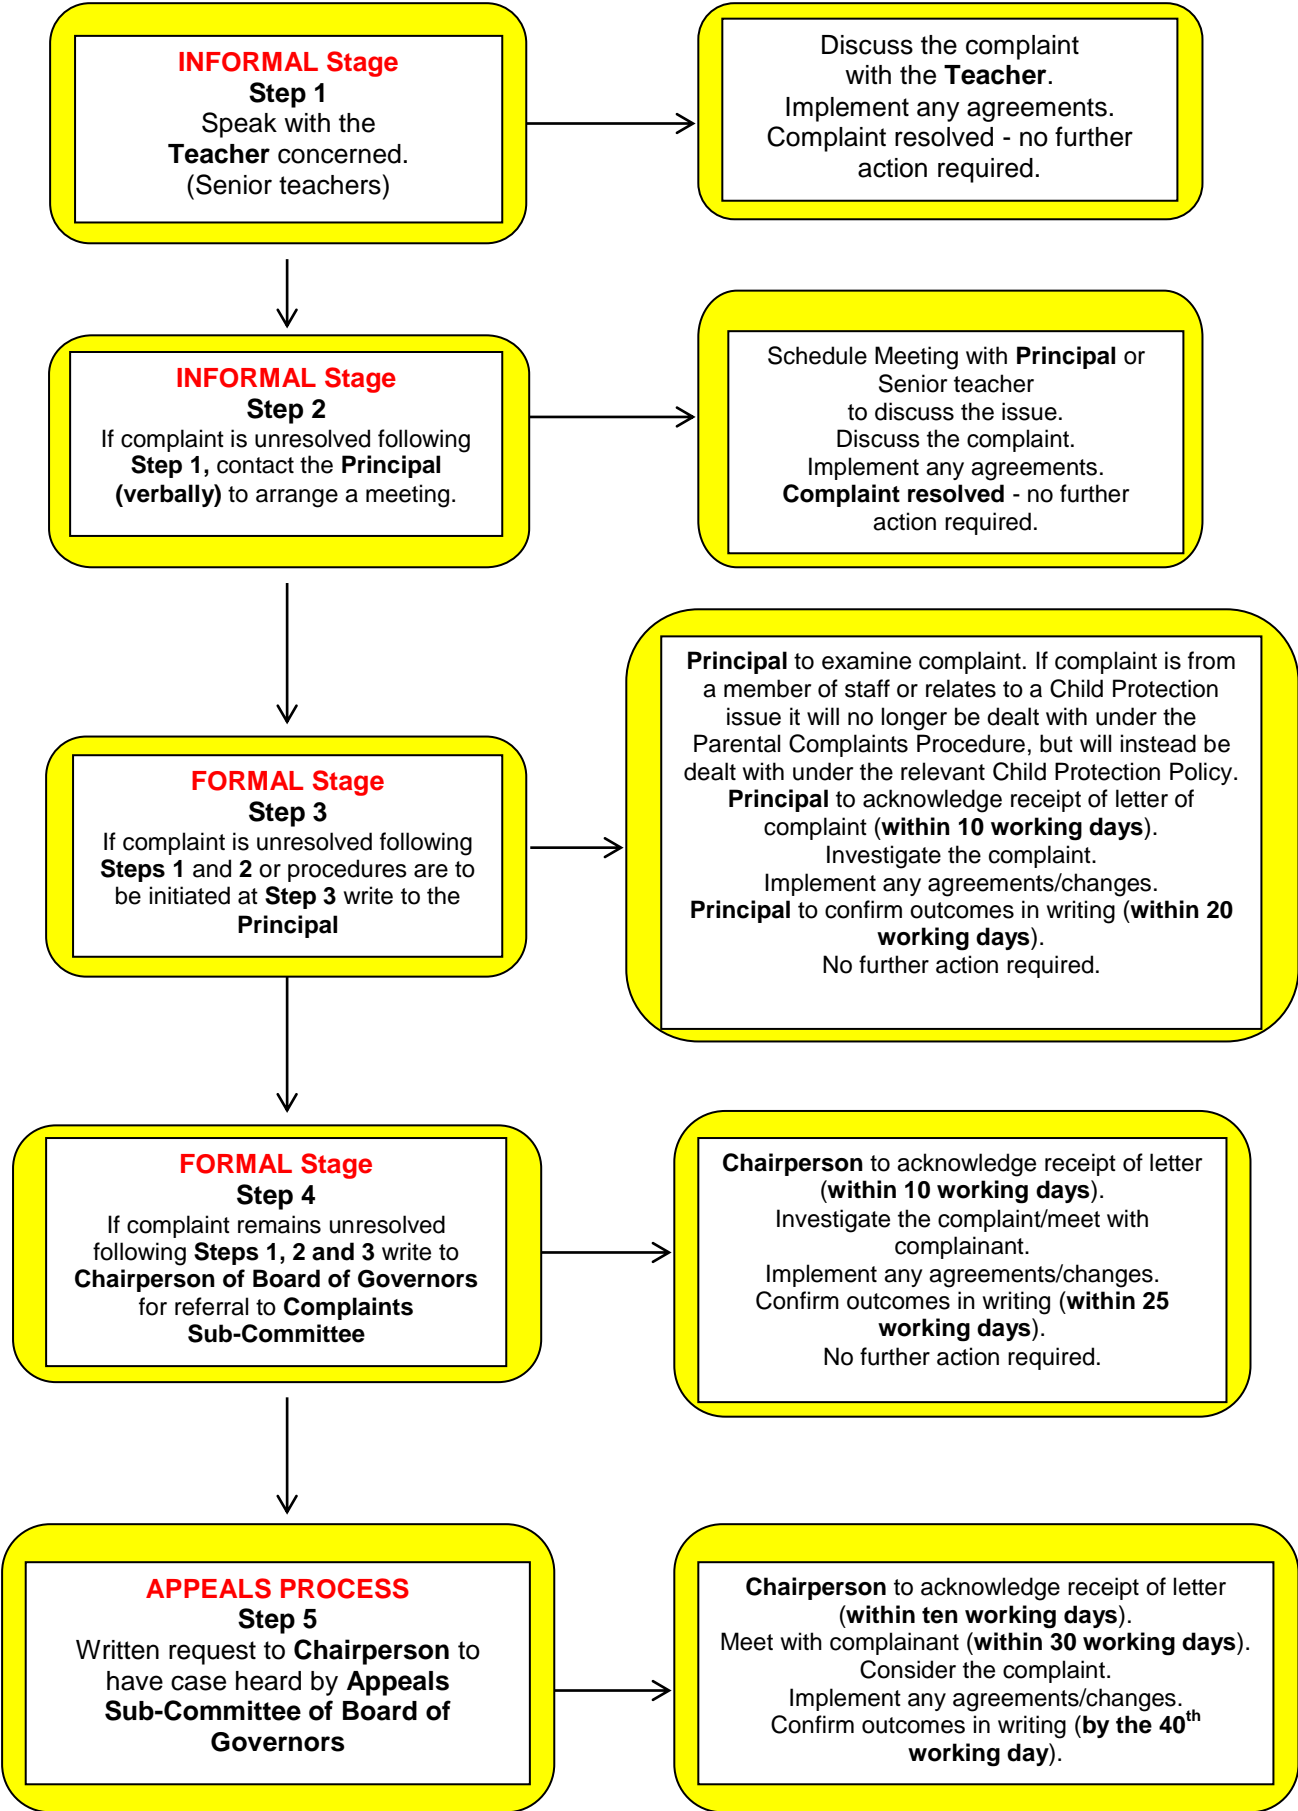 INFORMAL Stage
Step 1
Speak with the
Teacher concerned.
(Senior teachers)
Discuss the complaint
with the Teacher.
Implement any agreements.
Complaint resolved - no further
action required.
INFORMAL Stage
Step 2
If complaint is unresolved following
Step 1, contact the Principal
(verbally) to arrange a meeting.
Schedule Meeting with Principal or
Senior teacher
to discuss the issue.
Discuss the complaint.
Implement any agreements.
Complaint resolved - no further
action required.
FORMAL Stage
Step 3
If complaint is unresolved following
Steps 1 and 2 or procedures are to
be initiated at Step 3 write to the
Principal
Principal to examine complaint. If complaint is from
a member of staff or relates to a Child Protection
issue it will no longer be dealt with under the
Parental Complaints Procedure, but will instead be
dealt with under the relevant Child Protection Policy.
Principal to acknowledge receipt of letter of
complaint (within 10 working days).
Investigate the complaint.
Implement any agreements/changes.
Principal to confirm outcomes in writing (within 20
working days).
No further action required.
FORMAL Stage
Step 4
If complaint remains unresolved
following Steps 1, 2 and 3 write to
Chairperson of Board of Governors
for referral to Complaints
Sub-Committee
Chairperson to acknowledge receipt of letter
(within 10 working days).
Investigate the complaint/meet with
complainant.
Implement any agreements/changes.
Confirm outcomes in writing (within 25
working days).
No further action required.
APPEALS PROCESS
Step 5
Written request to Chairperson to
have case heard by Appeals
Sub-Committee of Board of
Governors
Chairperson to acknowledge receipt of letter
(within ten working days).
Meet with complainant (within 30 working days).
Consider the complaint.
Implement any agreements/changes.
Confirm outcomes in writing (by the 40th
working day).